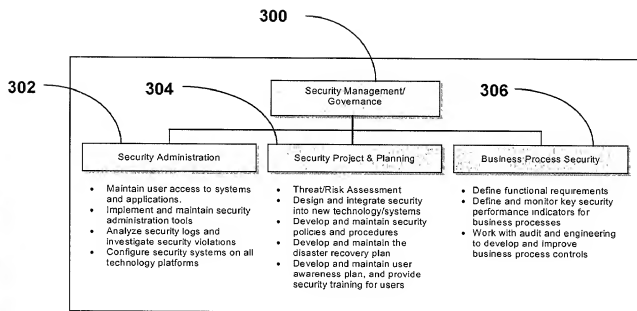 300
302
304
306
Security Management/
Governance
Security Administration
Security Project & Planning
Business Process Security
• Maintain user access to systems
and applications.
• Implement and maintain security
administration tools
• Analyze security logs and
investigate security violations
• Configure security systems on all
technology platforms
• Threat/Risk Assessment
• Design and integrate security
into new technology/systems
• Develop and maintain security
policies and procedures
• Develop and maintain the
disaster recovery plan
• Develop and maintain user
awareness plan, and provide
security training for users
• Define functional requirements
• Define and monitor key security
performance indicators for
business processes
• Work with audit and engineering
to develop and improve
business process controls